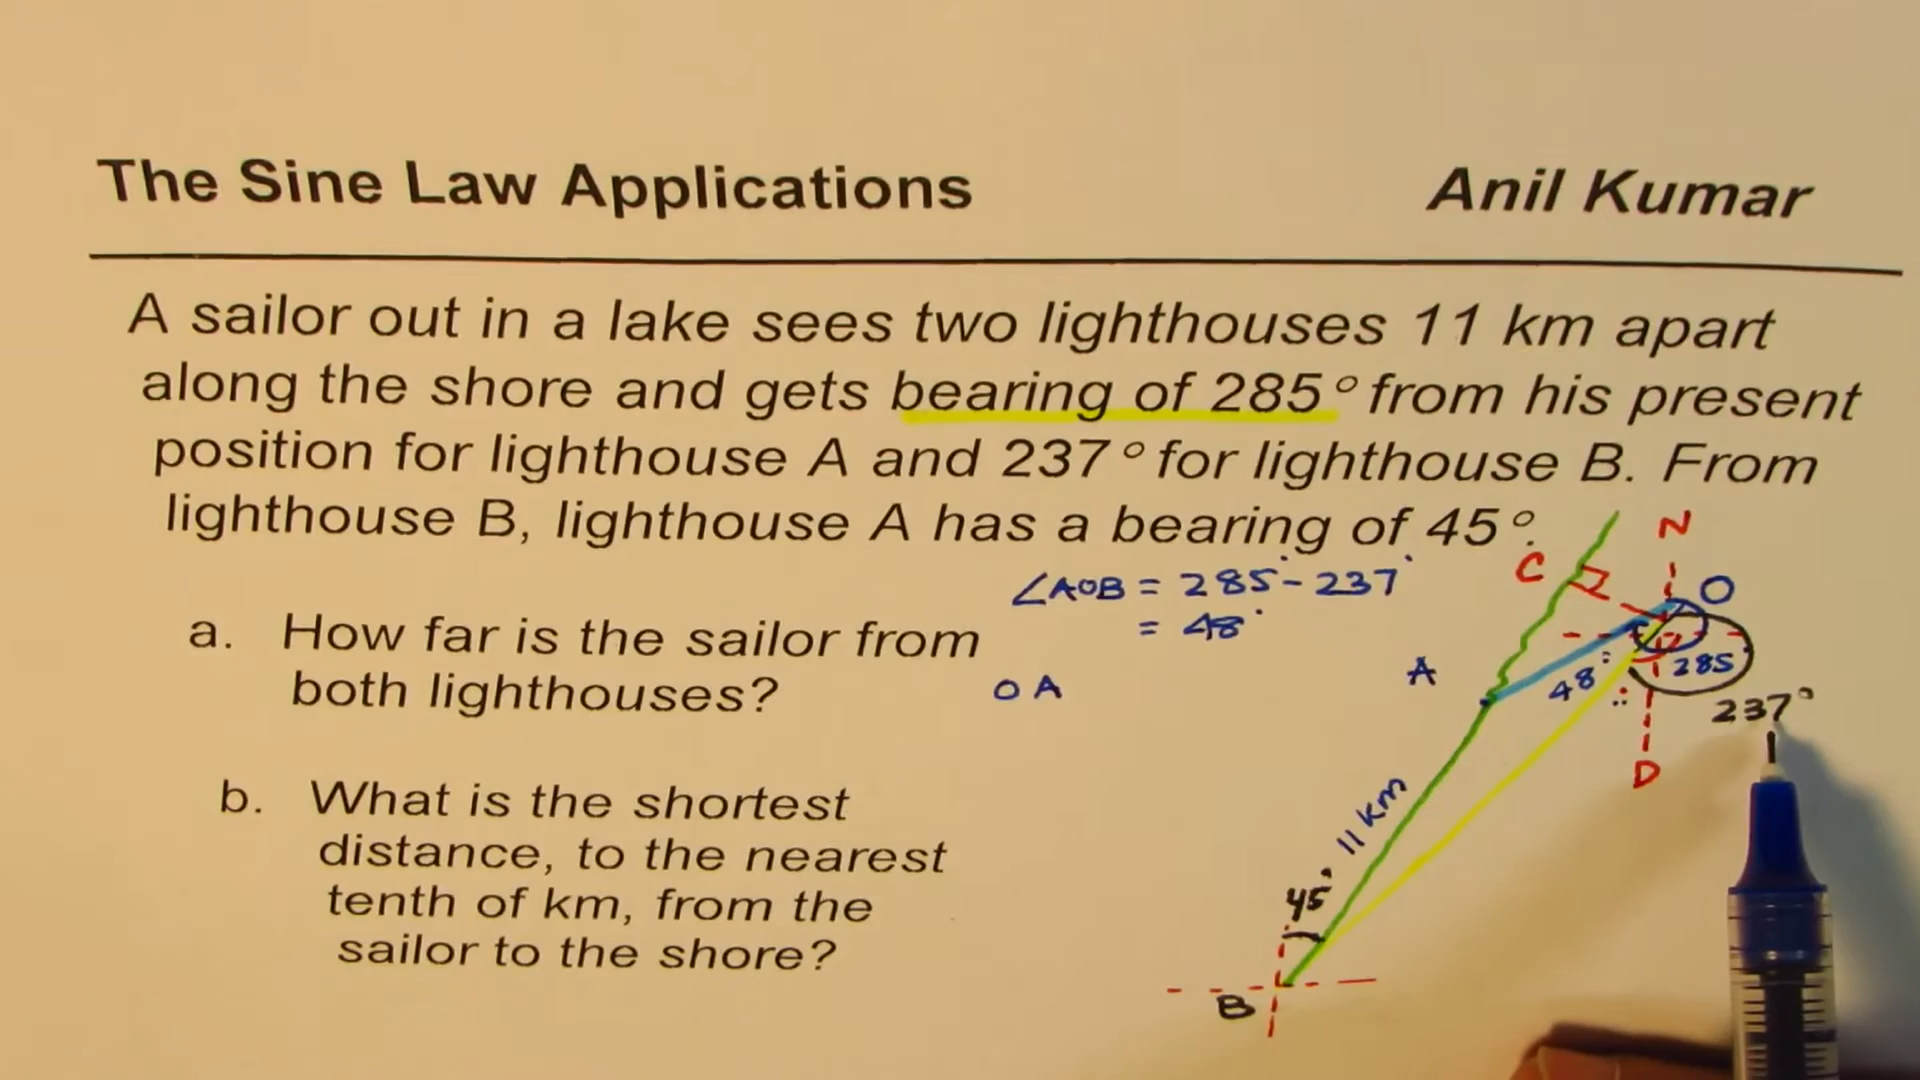 The Sine Law Applications Anil Kumar
A sailor out in a lake sees two lighthouses 11 km apart
along the shore and gets bearing of 285° from his present
position for lighthouse A and 237° for lighthouse B. From
lighthouse B, lighthouse A has a bearing of 45°.
∠AOB = 285° - 237°
= 48°
a. How far is the sailor from
both lighthouses?
OA
b. What is the shortest
distance, to the nearest
tenth of km, from the
sailor to the shore?
N
C
O
A
48°
285
237°
D
11 km
45°
B